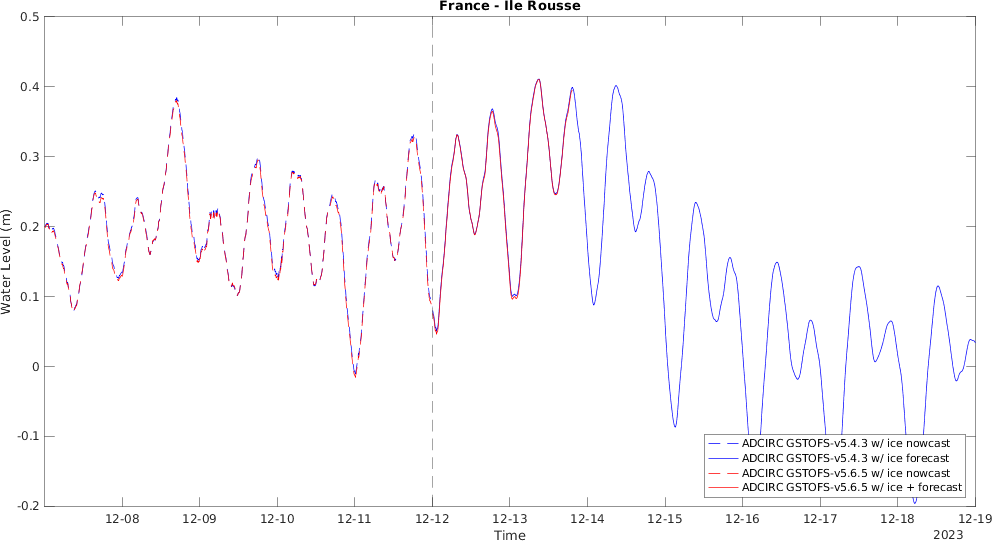 France - Ile Rousse
Water Level (m)
0.5
0.4
0.3
0.2
0.1
0
-0.1
-0.2
12-08 12-09 12-10 12-11 12-12 12-13 12-14 12-15 12-16 12-17 12-18 12-19
Time
2023
ADCIRC GSTOFS-v5.4.3 w/ ice nowcast
ADCIRC GSTOFS-v5.4.3 w/ ice forecast
ADCIRC GSTOFS-v5.6.5 w/ ice nowcast
ADCIRC GSTOFS-v5.6.5 w/ ice + forecast